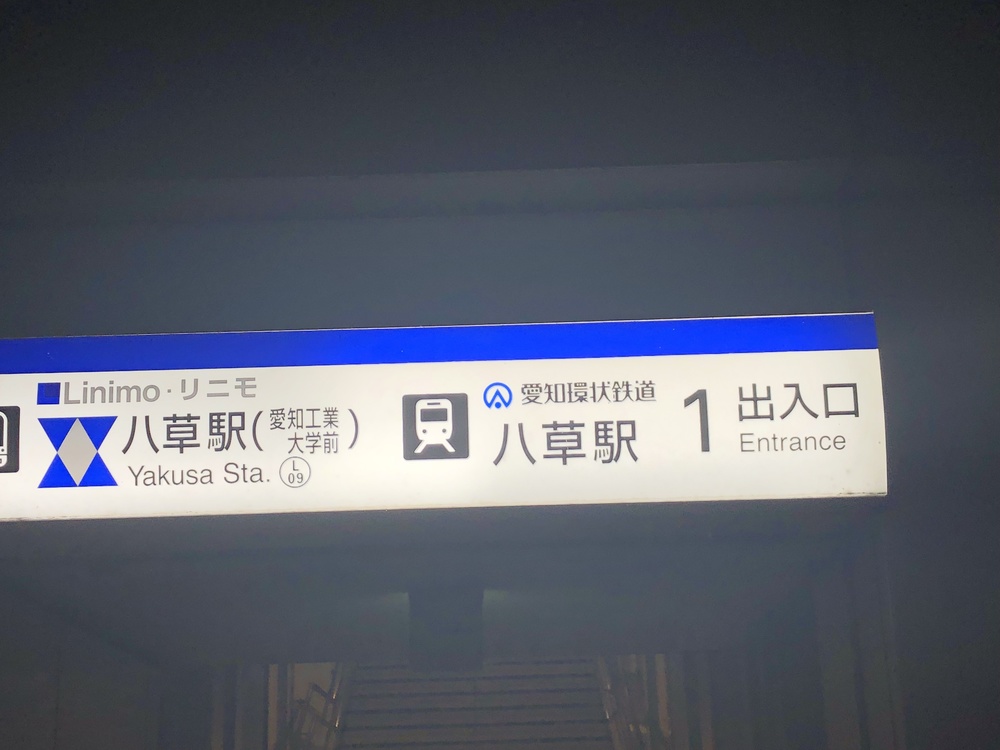 Linimo・リニモ
八草駅(愛知工業大学前)
Yakusa Sta. L09
愛知環状鉄道
八草駅
1 出入口
Entrance